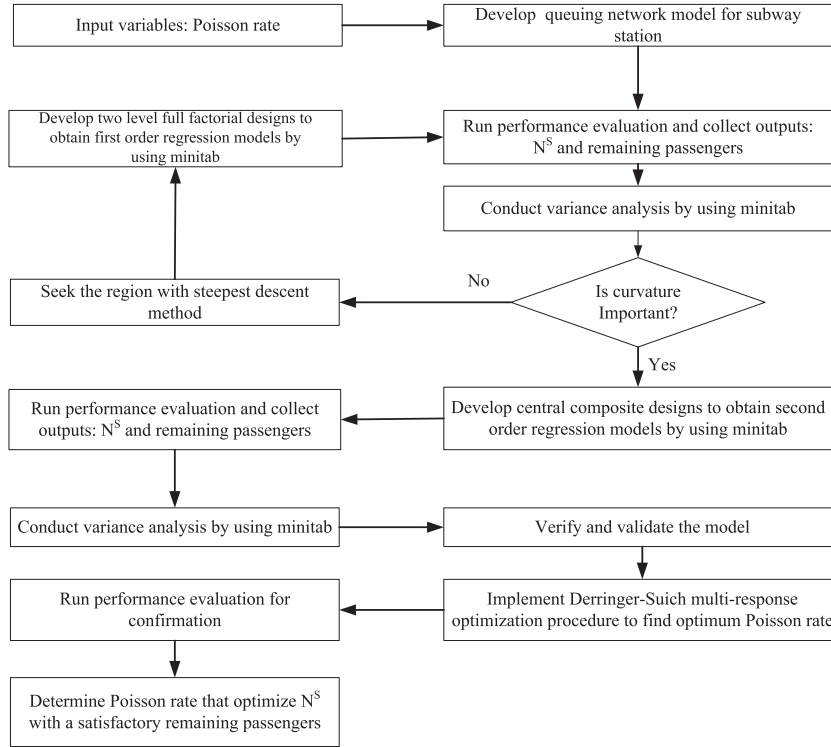 Input variables: Poisson rate
Develop queuing network model for subway
station
Develop two level full factorial designs to
obtain first order regression models by
using minitab
Run performance evaluation and collect outputs:
N^S and remaining passengers
Conduct variance analysis by using minitab
Is curvature
Important?
No
Seek the region with steepest descent
method
Yes
Develop central composite designs to obtain second
order regression models by using minitab
Run performance evaluation and collect
outputs: N^S and remaining passengers
Conduct variance analysis by using minitab
Verify and validate the model
Implement Derringer-Suich multi-response
optimization procedure to find optimum Poisson rate
Run performance evaluation for
confirmation
Determine Poisson rate that optimize N^S
with a satisfactory remaining passengers